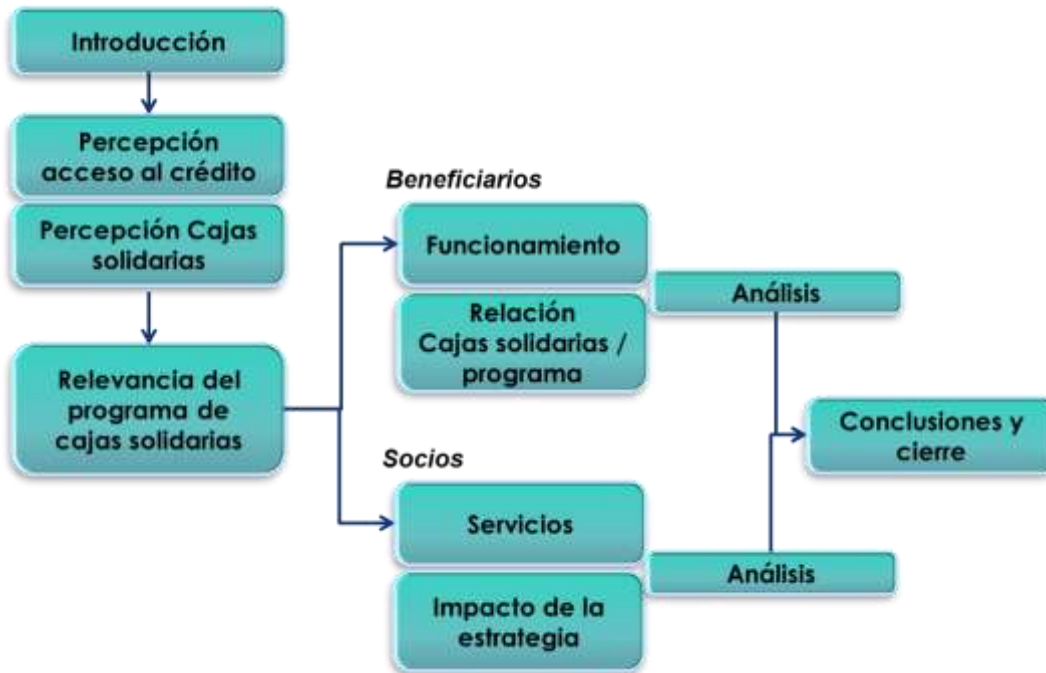 Introducción
Percepción
acceso al crédito
Percepción Cajas
solidarias
Relevancia del
programa de
cajas solidarias
Beneficiarios
Funcionamiento
Relación
Cajas solidarias /
programa
Análisis
Socios
Servicios
Impacto de la
estrategia
Análisis
Conclusiones y
cierre